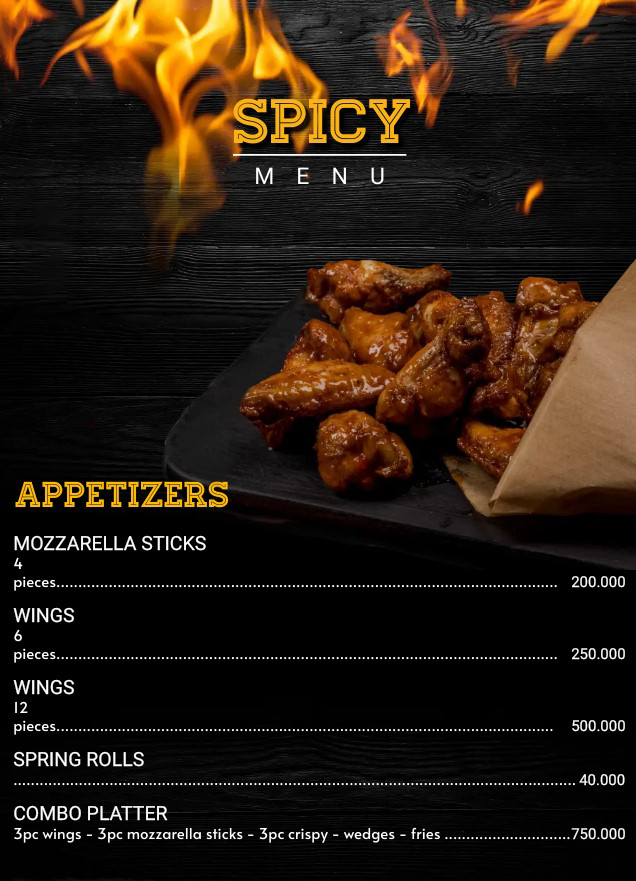 SPICY
MENU
APPETIZERS
MOZZARELLA STICKS
4
pieces................................................................................................................ 200.000
WINGS
6
pieces................................................................................................................ 250.000
WINGS
12
pieces............................................................................................................... 500.000
SPRING ROLLS
............................................................................................................................. 40.000
COMBO PLATTER
3pc wings - 3pc mozzarella sticks - 3pc crispy - wedges - fries ............................750.000